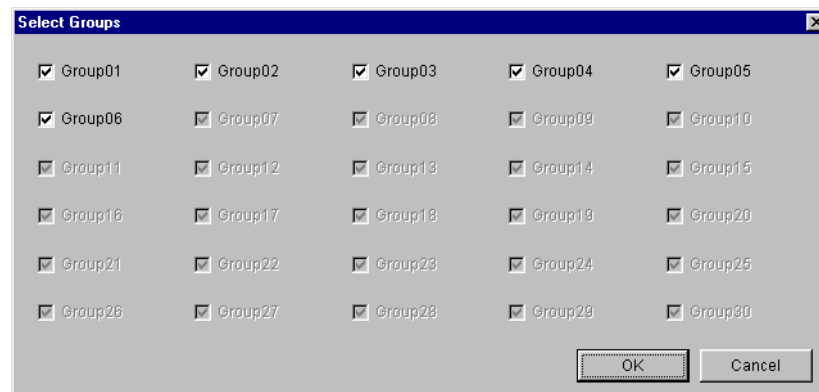 Select Groups
Group01 Group02 Group03 Group04 Group05
Group06 Group07 Group08 Group09 Group10
Group11 Group12 Group13 Group14 Group15
Group16 Group17 Group18 Group19 Group20
Group21 Group22 Group23 Group24 Group25
Group26 Group27 Group28 Group29 Group30
OK Cancel